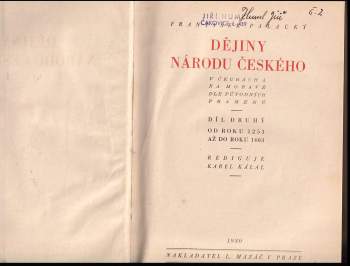 FRANTIŠEK PALACKÝ
DĚJINY
NÁRODU ČESKÉHO
V ČECHÁCH A
NA MORAVĚ
DLE PŮVODNÍCH
PRAMENŮ
DÍL DRUHÝ
OD ROKU 1253
AŽ DO ROKU 1403
REDIGUJE
KAREL KÁLAL
1930
NAKLADATEL L. MAZÁČ V PRAZE